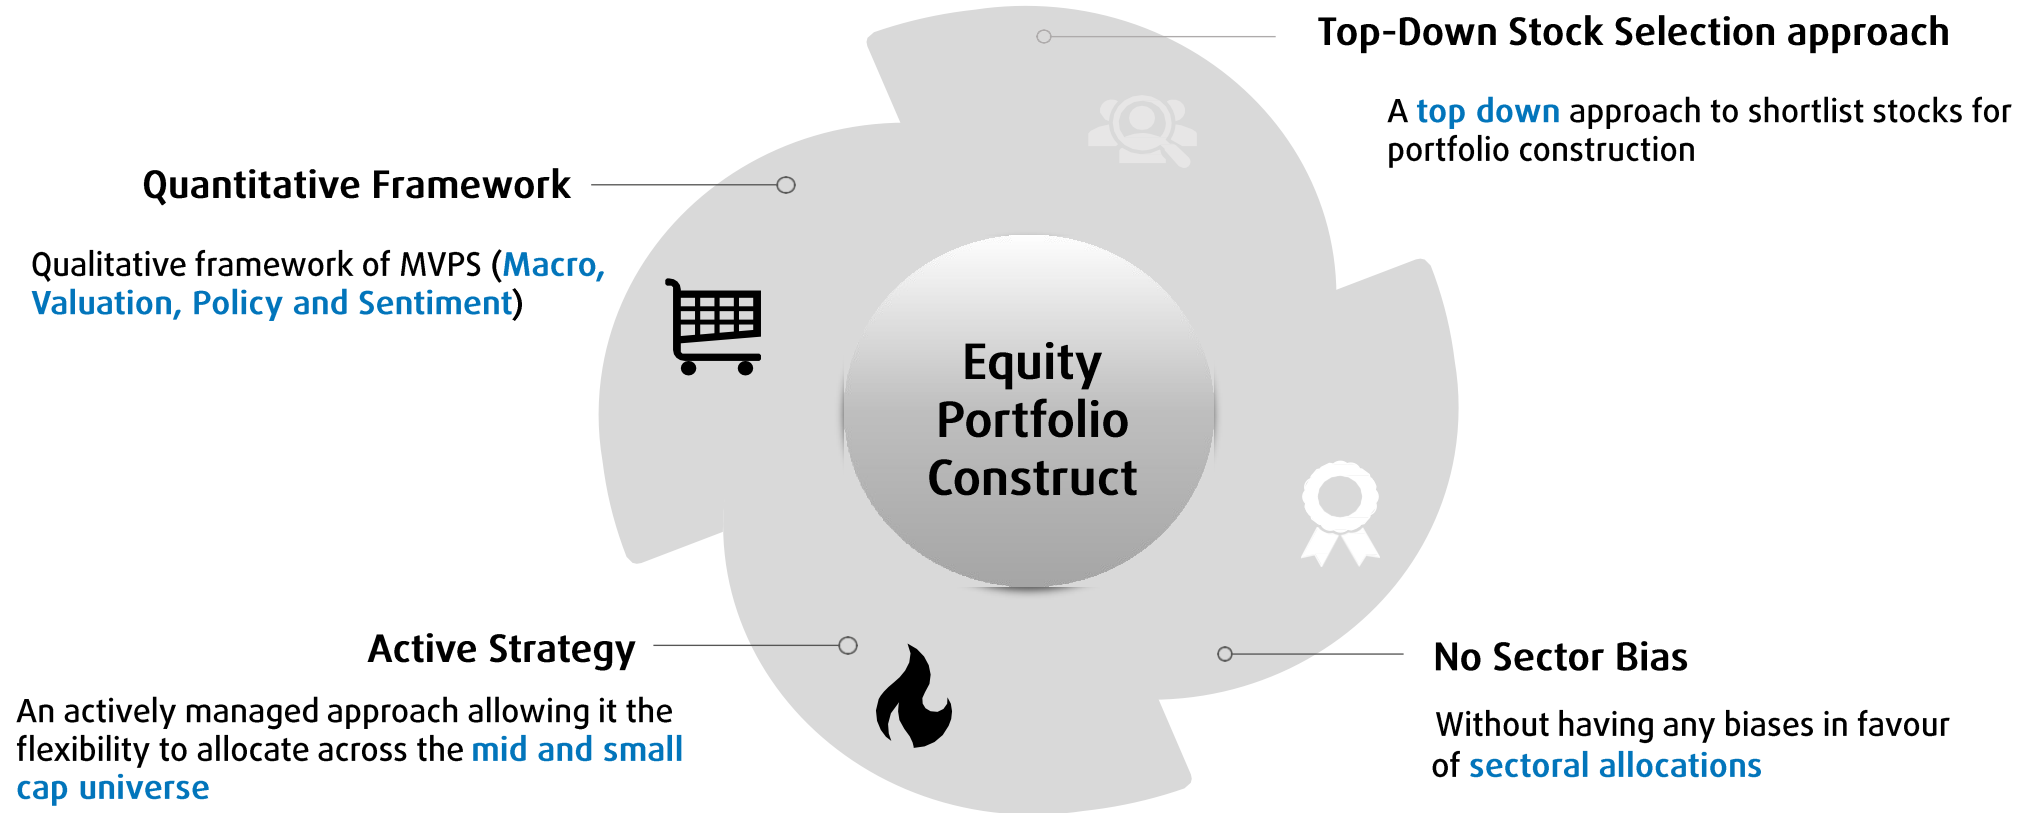 Top-Down Stock Selection approach
A top down approach to shortlist stocks for
portfolio construction
Quantitative Framework
Qualitative framework of MVPS (Macro,
Valuation, Policy and Sentiment)
Equity
Portfolio
Construct
Active Strategy
An actively managed approach allowing it the
flexibility to allocate across the mid and small
cap universe
No Sector Bias
Without having any biases in favour
of sectoral allocations